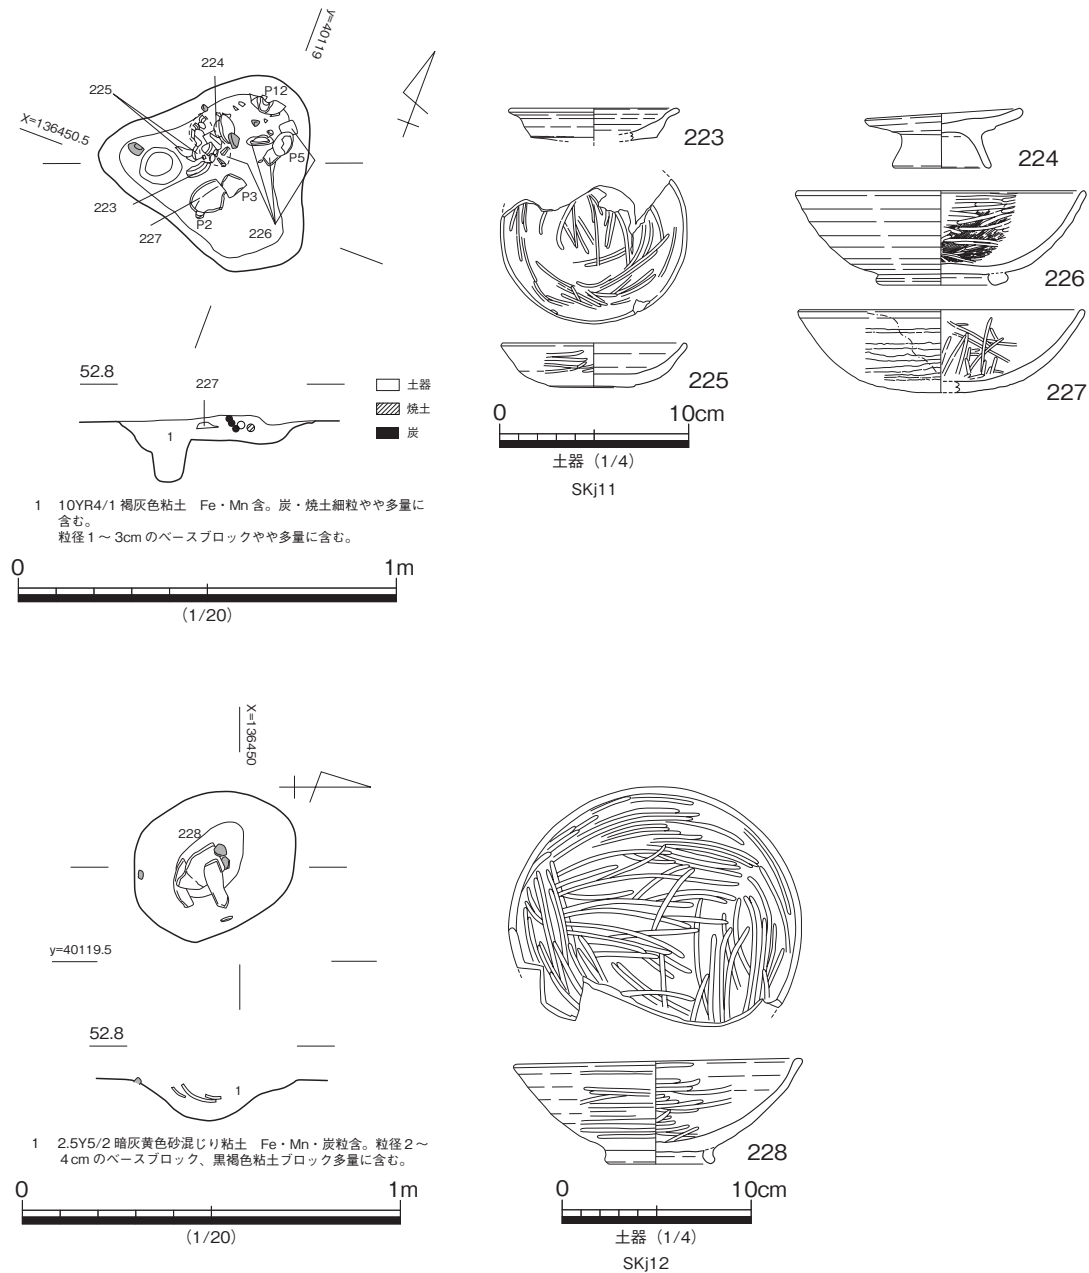 y=40119
X=136450.5
224
225
P12
P5
P3
P2
223
227
226
52.8
227
1
土器
焼土
炭
1 10YR4/1 褐灰色粘土 Fe・Mn 含。炭・焼土細粒やや多量に
含む。
粒径１～ 3cm のベースブロックやや多量に含む。
0 1m
(1/20)
223
224
225
226
227
0 10cm
土器 (1/4)
SKj11
X=136450
228
y=40119.5
52.8
1
1 2.5Y5/2 暗灰黄色砂混じり粘土 Fe・Mn・炭粒含。粒径２～
４cm のベースブロック、黒褐色粘土ブロック多量に含む。
0 1m
(1/20)
228
0 10cm
土器 (1/4)
SKj12